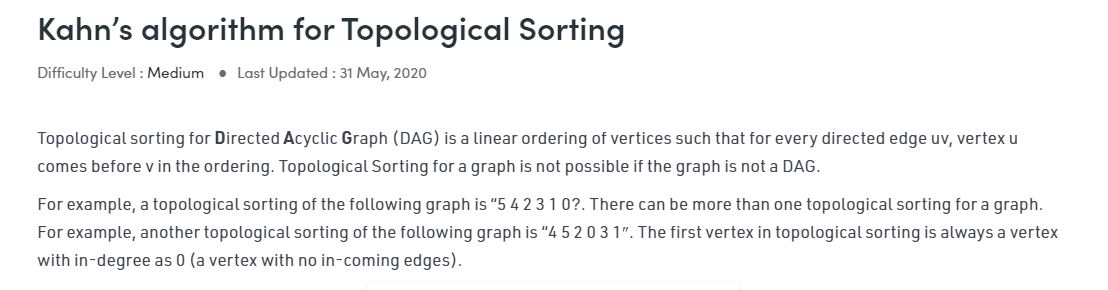 Kahn’s algorithm for Topological Sorting
Difficulty Level : Medium ● Last Updated : 31 May, 2020
Topological sorting for Directed Acyclic Graph (DAG) is a linear ordering of vertices such that for every directed edge uv, vertex u
comes before v in the ordering. Topological Sorting for a graph is not possible if the graph is not a DAG.
For example, a topological sorting of the following graph is “5 4 2 3 1 0?. There can be more than one topological sorting for a graph.
For example, another topological sorting of the following graph is “4 5 2 0 3 1″. The first vertex in topological sorting is always a vertex
with in-degree as 0 (a vertex with no in-coming edges).